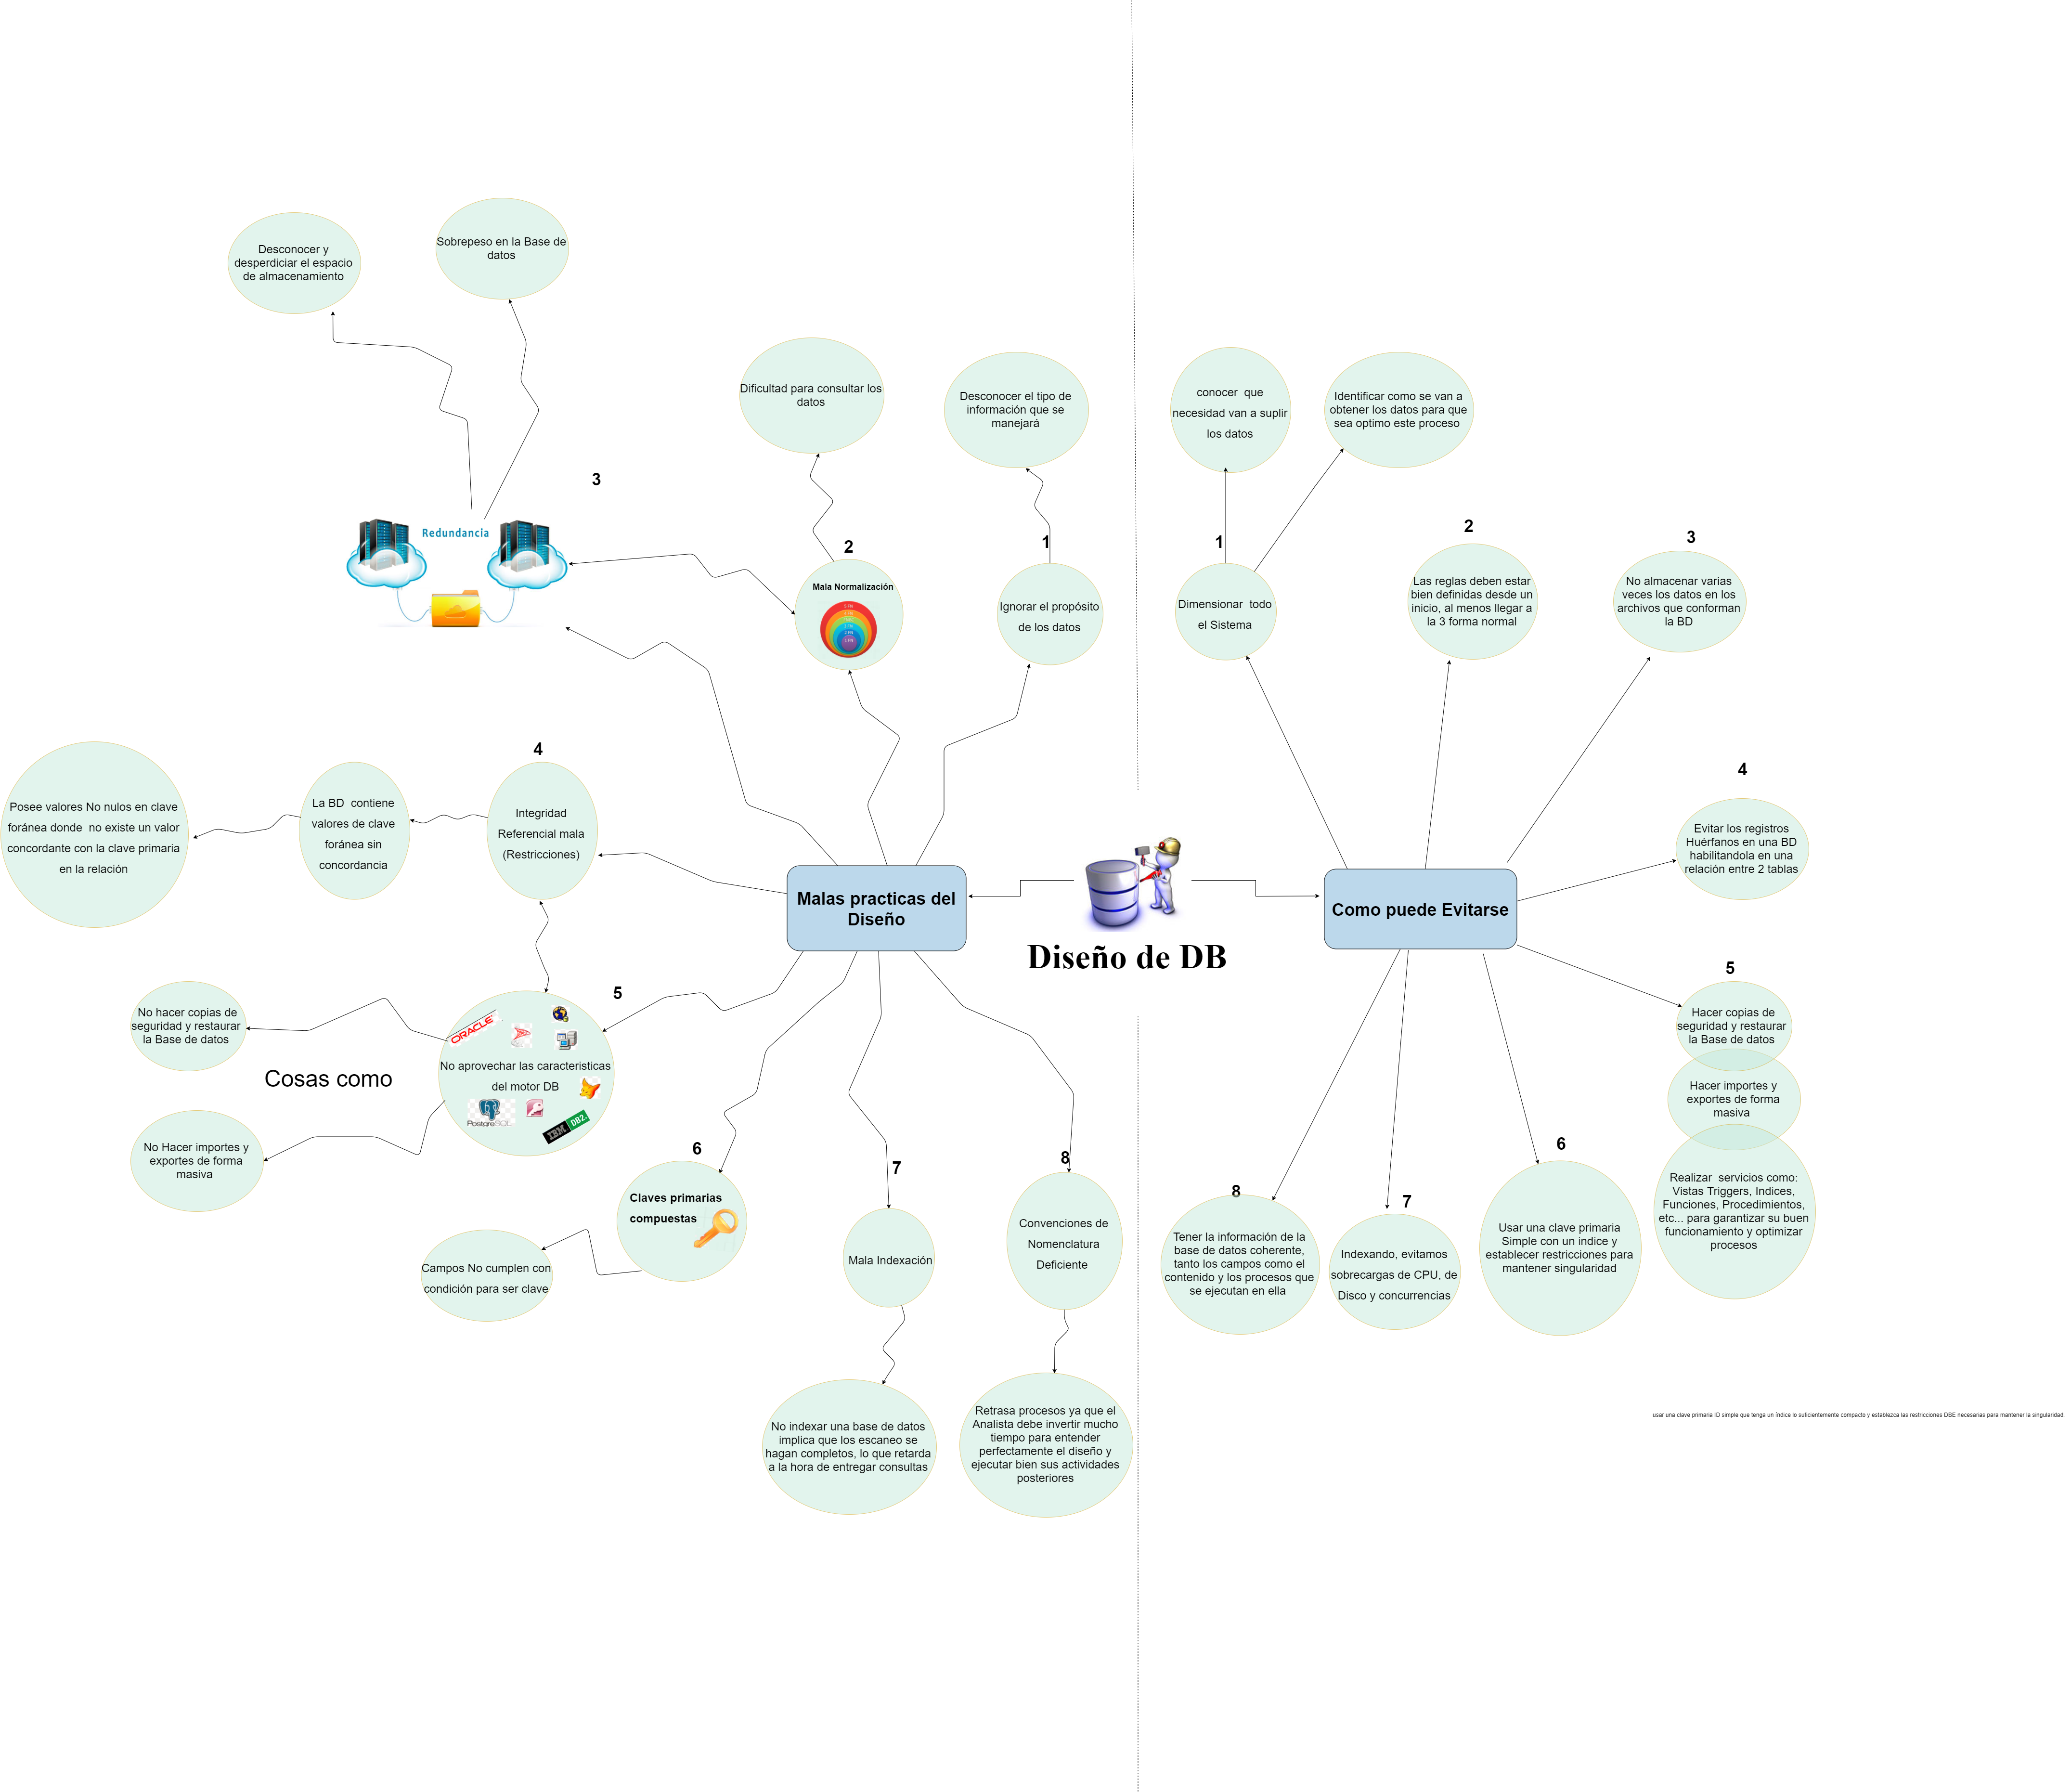 Desconocer y
desperdiciar el espacio
de almacenamiento
Sobrepeso en la Base de
datos
3
Redundancia
Dificultad para consultar los
datos
2
Mala Normalización
Desconocer el tipo de
información que se
manejará
1
Ignorar el propósito
de los datos
4
Integridad
Referencial mala
(Restricciones)
La BD contiene
valores de clave
foránea sin
concordancia
Posee valores No nulos en clave
foránea donde no existe un valor
concordante con la clave primaria
en la relación
Malas practicas del
Diseño
5
ORACLE
No aprovechar las caracteristicas
del motor DB
PostgreSQL
IBM DB2.
No hacer copias de
seguridad y restaurar
la Base de datos
Cosas como
No Hacer importes y
exportes de forma
masiva
6
Claves primarias
compuestas
Campos No cumplen con
condición para ser clave
7
Mala Indexación
No indexar una base de datos
implica que los escaneo se
hagan completos, lo que retarda
a la hora de entregar consultas
8
Convenciones de
Nomenclatura
Deficiente
Retrasa procesos ya que el
Analista debe invertir mucho
tiempo para entender
perfectamente el diseño y
ejecutar bien sus actividades
posteriores
Diseño de DB
Como puede Evitarse
conocer que
necesidad van a suplir
los datos
Identificar como se van a
obtener los datos para que
sea optimo este proceso
1
Dimensionar todo
el Sistema
2
Las reglas deben estar
bien definidas desde un
inicio, al menos llegar a
la 3 forma normal
3
No almacenar varias
veces los datos en los
archivos que conforman
la BD
4
Evitar los registros
Huérfanos en una BD
habilitandola en una
relación entre 2 tablas
5
Hacer copias de
seguridad y restaurar
la Base de datos
Hacer importes y
exportes de forma
masiva
Realizar servicios como:
Vistas Triggers, Indices,
Funciones, Procedimientos,
etc... para garantizar su buen
funcionamiento y optimizar
procesos
6
Usar una clave primaria
Simple con un indice y
establecer restricciones para
mantener singularidad
7
Indexando, evitamos
sobrecargas de CPU, de
Disco y concurrencias
8
Tener la información de la
base de datos coherente,
tanto los campos como el
contenido y los procesos que
se ejecutan en ella
usar una clave primaria ID simple que tenga un índice lo suficientemente compacto y establezca las restricciones DBE necesarias para mantener la singularidad.